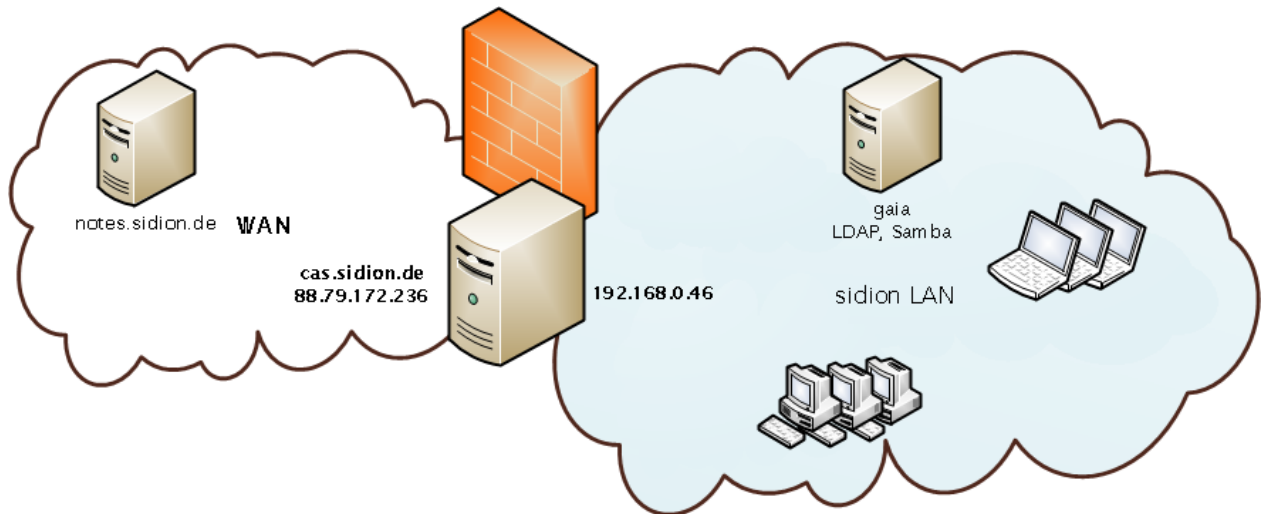 notes.sidion.de
WAN
cas.sidion.de
88.79.172.236
192.168.0.46
gaia
LDAP, Samba
sidion LAN